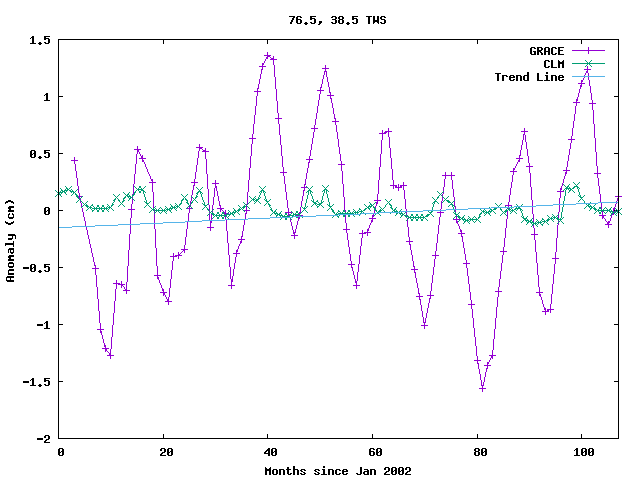 76.5, 38.5 TWS
GRACE
CLM
Trend Line
1.5
1
0.5
0
-0.5
-1
-1.5
-2
Anomaly (cm)
0 20 40 60 80 100
Months since Jan 2002